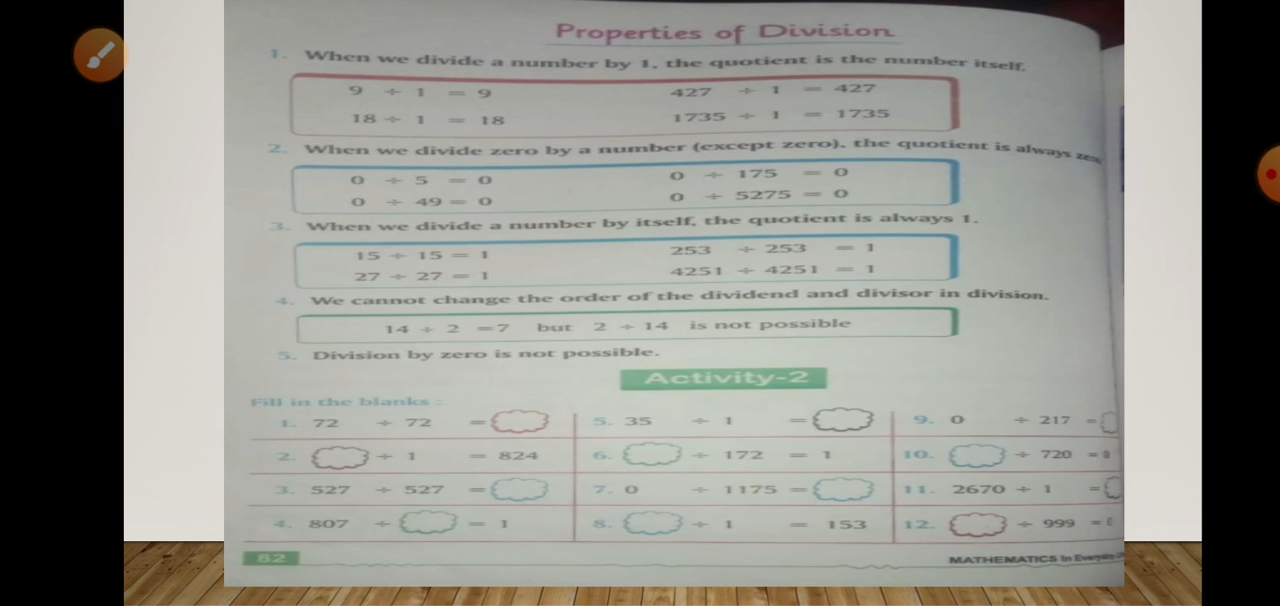 Properties of Division
1. When we divide a number by 1, the quotient is the number itself.
9 ÷ 1 = 9 427 ÷ 1 = 427
18 ÷ 1 = 18 1735 ÷ 1 = 1735
2. When we divide zero by a number (except zero), the quotient is always zero
0 ÷ 5 = 0 0 ÷ 175 = 0
0 ÷ 49 = 0 0 ÷ 5275 = 0
3. When we divide a number by itself, the quotient is always 1.
15 ÷ 15 = 1 253 ÷ 253 = 1
27 ÷ 27 = 1 4251 ÷ 4251 = 1
4. We cannot change the order of the dividend and divisor in division.
14 ÷ 2 =7 but 2 ÷ 14 is not possible
5. Division by zero is not possible.
Activity-2
Fill in the blanks :
1. 72 ÷ 72 = 5. 35 ÷ 1 = 9. 0 ÷ 217 =
2. ÷ 1 = 824 6. ÷ 172 = 1 10. ÷ 720 = 0
3. 527 ÷ 527 = 7. 0 ÷ 1175 = 11. 2670 ÷ 1 =
4. 807 ÷ = 1 8. ÷ 1 = 153 12. ÷ 999 =
82 MATHEMATICS In Everyday